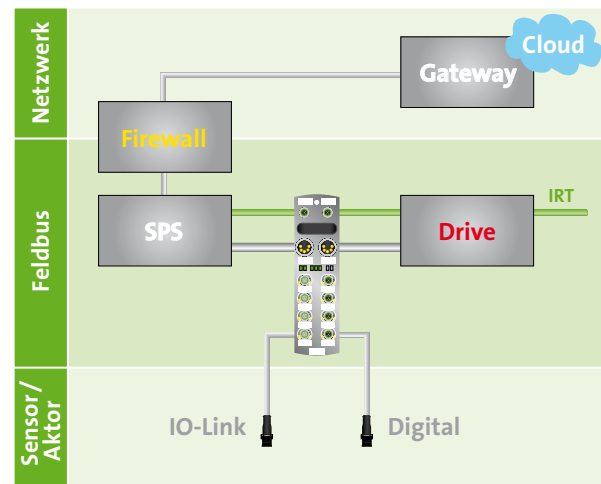 Netzwerk
Cloud
Gateway
Firewall
Feldbus
SPS
Drive
IRT
Sensor/
Aktor
IO-Link
Digital